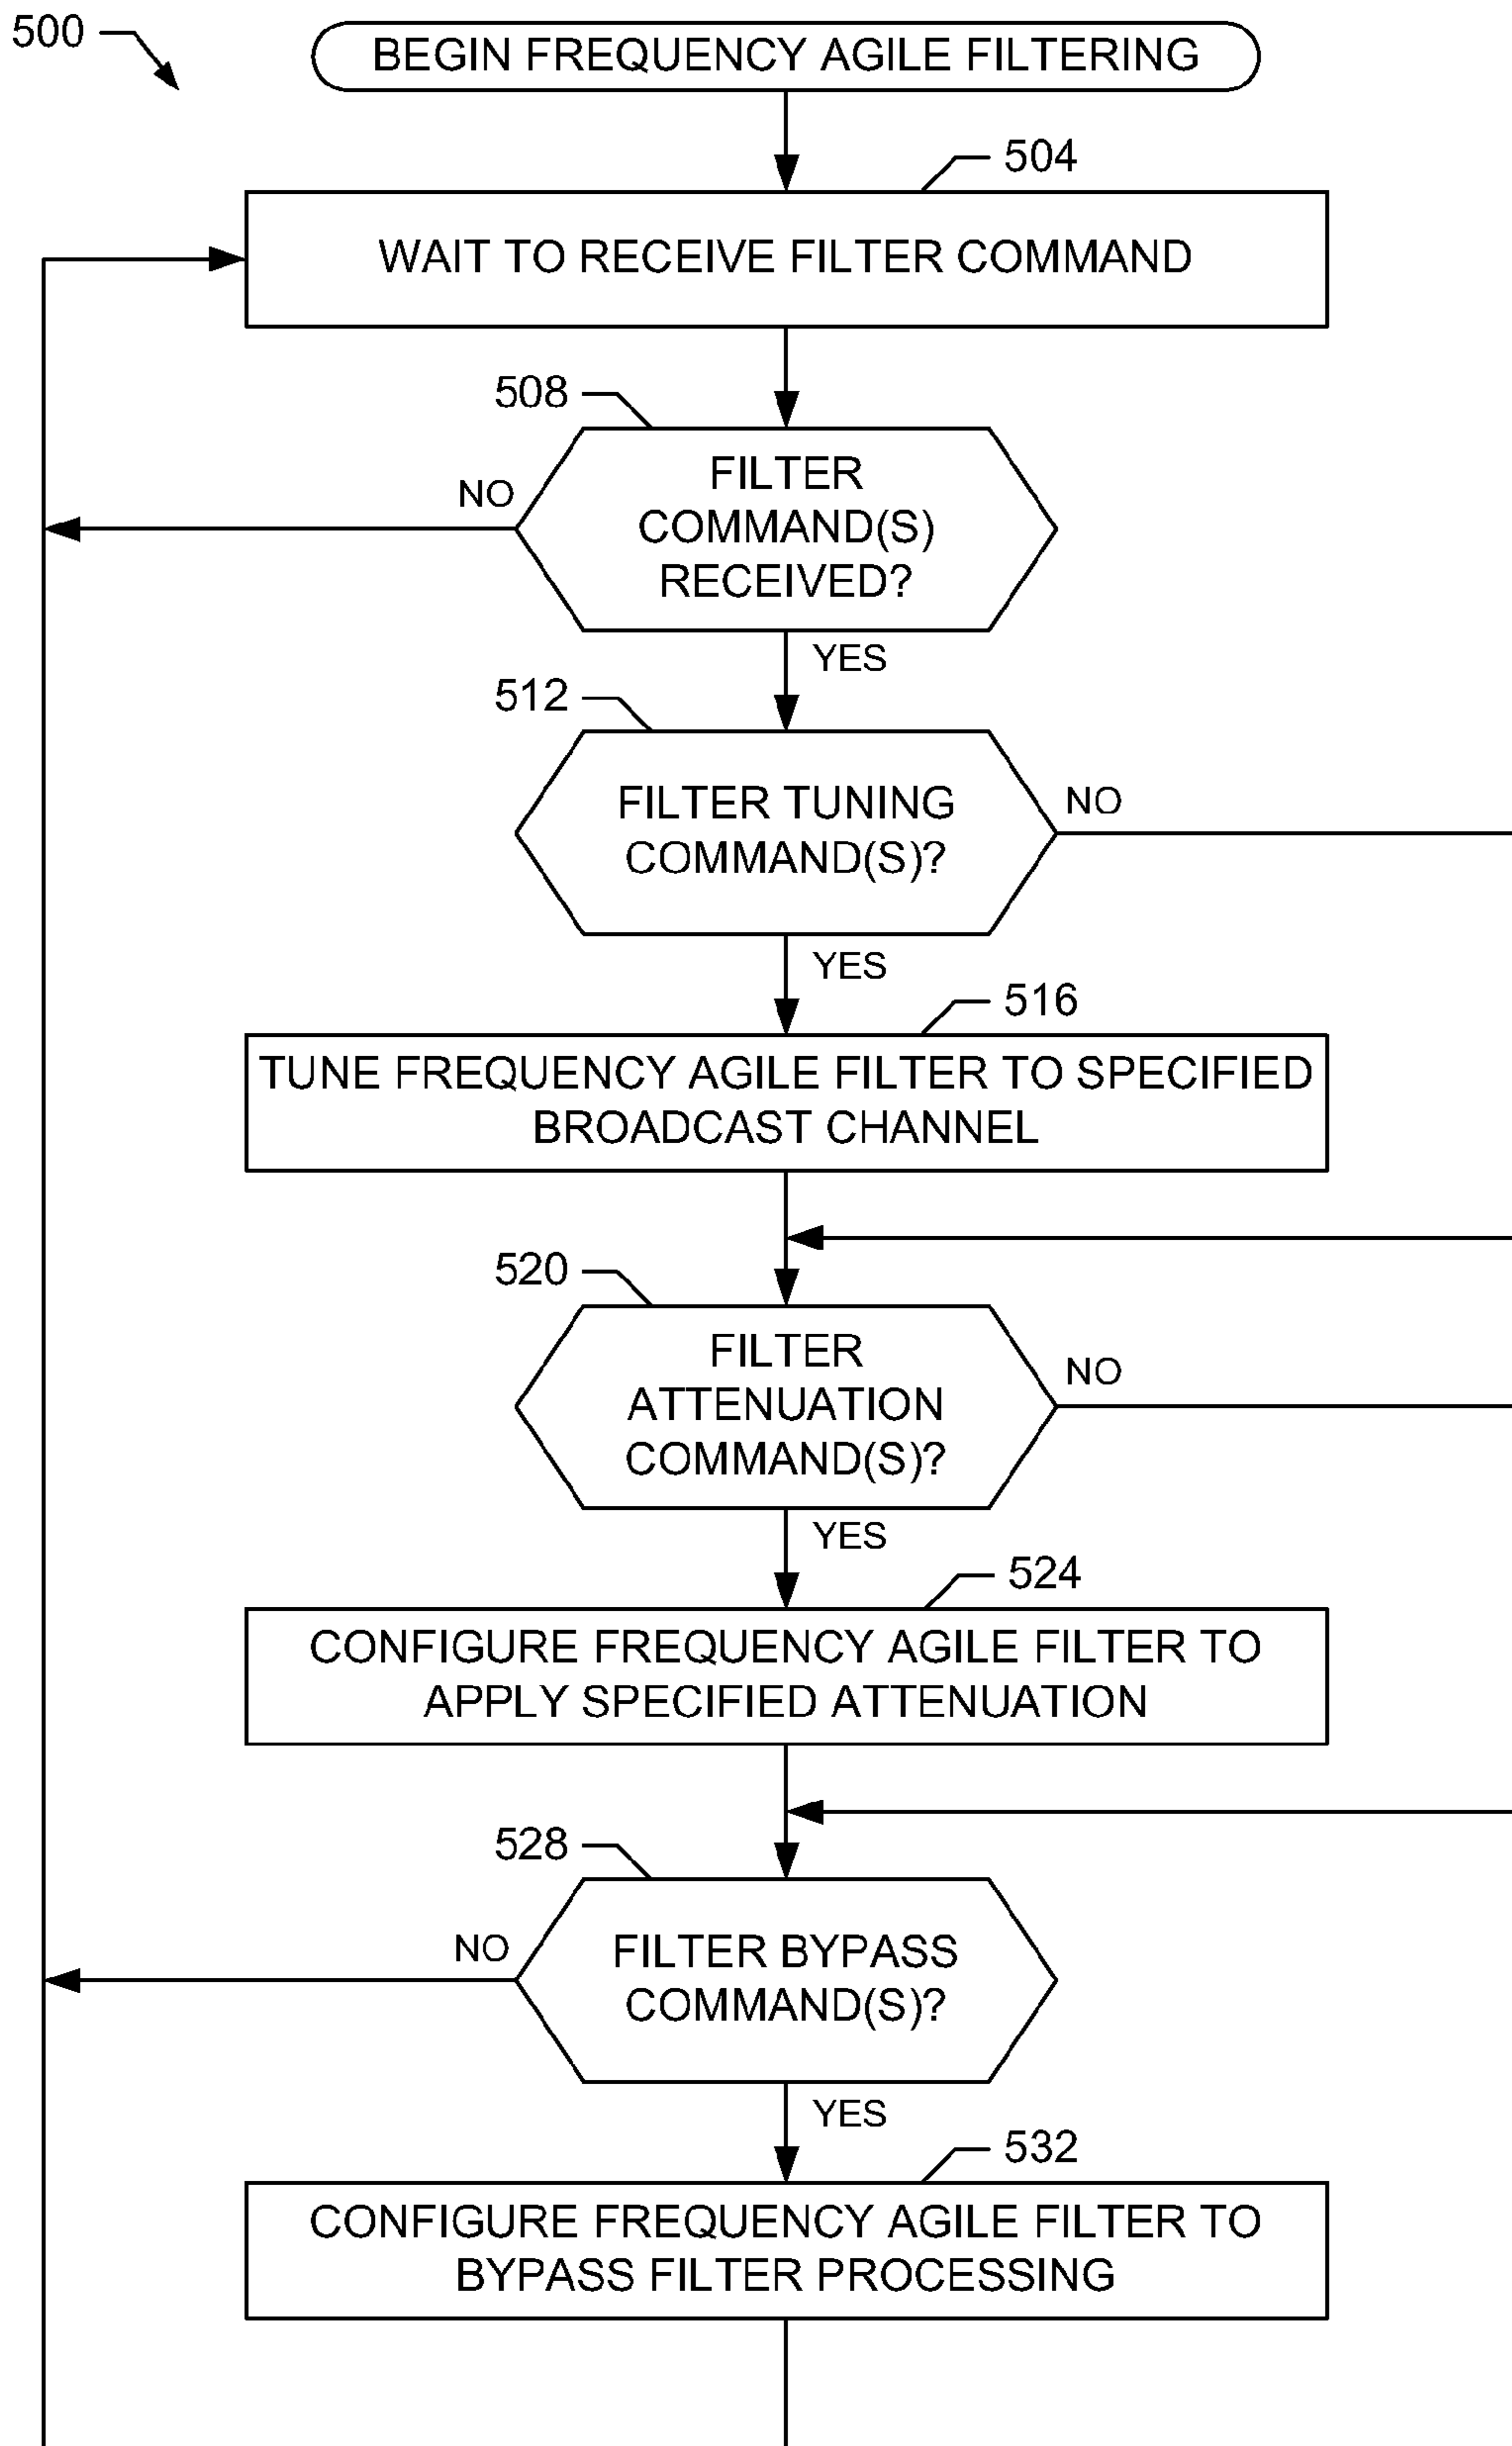 500
BEGIN FREQUENCY AGILE FILTERING
504
WAIT TO RECEIVE FILTER COMMAND
508
NO
FILTER
COMMAND(S)
RECEIVED?
YES
512
FILTER TUNING
COMMAND(S)?
NO
YES
516
TUNE FREQUENCY AGILE FILTER TO SPECIFIED
BROADCAST CHANNEL
520
FILTER
ATTENUATION
COMMAND(S)?
NO
YES
524
CONFIGURE FREQUENCY AGILE FILTER TO
APPLY SPECIFIED ATTENUATION
528
NO
FILTER BYPASS
COMMAND(S)?
YES
532
CONFIGURE FREQUENCY AGILE FILTER TO
BYPASS FILTER PROCESSING